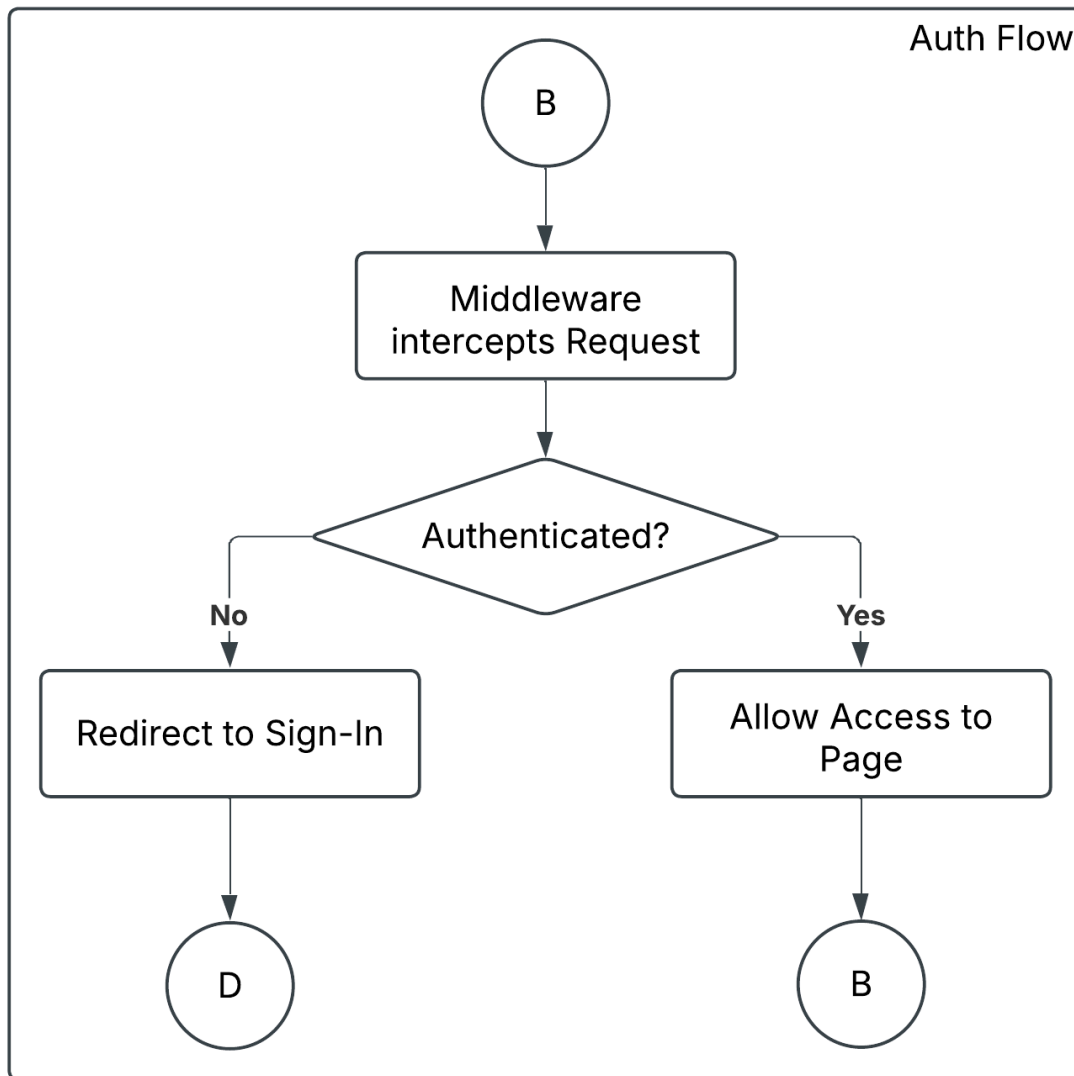 Auth Flow
B
Middleware
intercepts Request
Authenticated?
No
Yes
Redirect to Sign-In
Allow Access to
Page
D
B